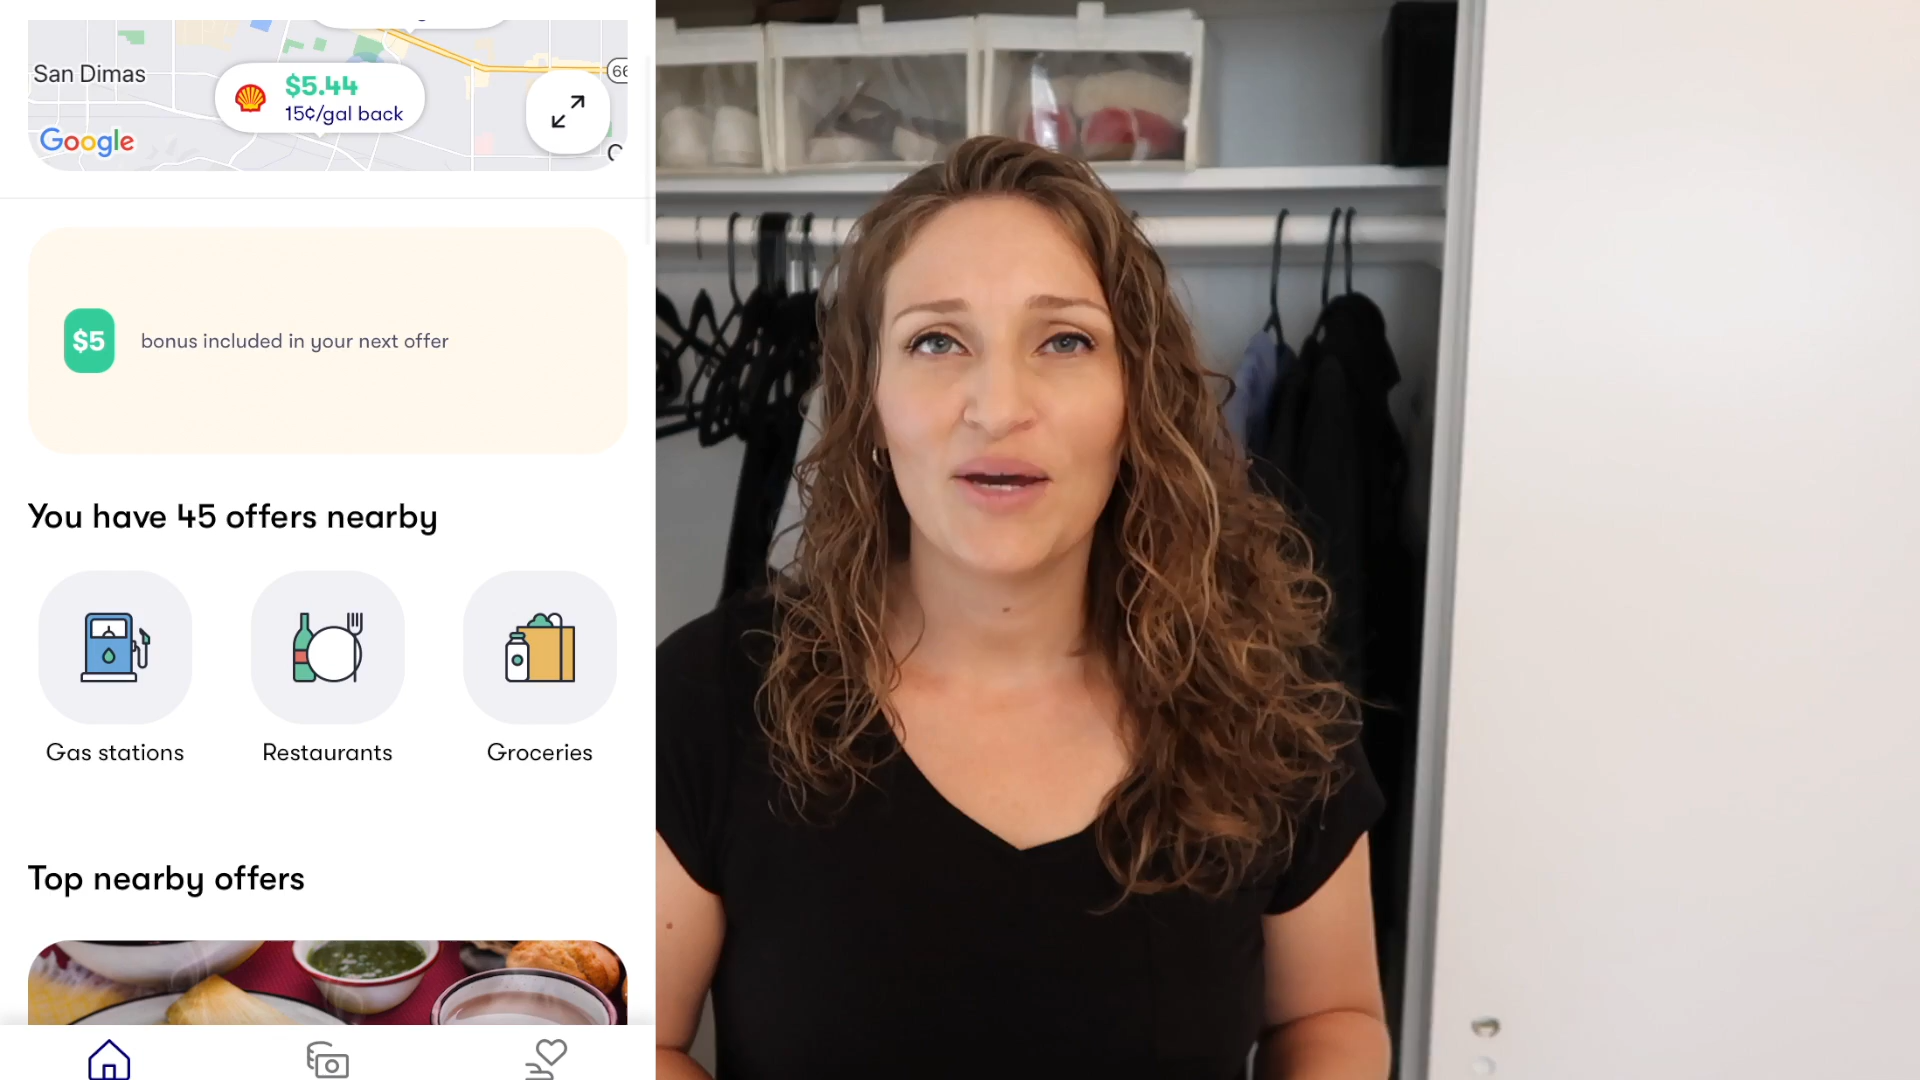 San Dimas
$5.44
15¢/gal back
66
Google
$5
bonus included in your next offer
You have 45 offers nearby
Gas stations
Restaurants
Groceries
Top nearby offers